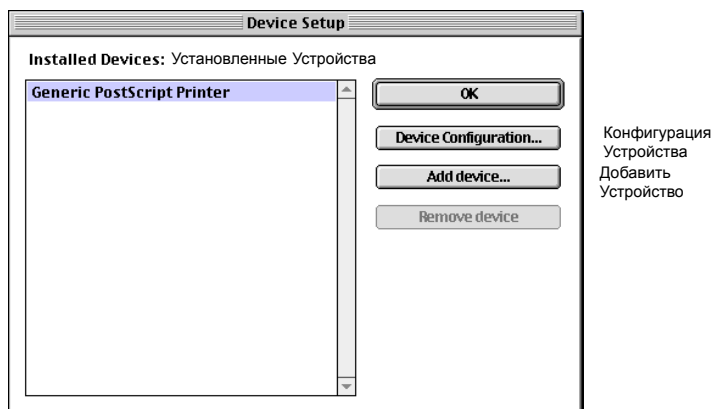 Device Setup
Installed Devices: Установленные Устройства
Generic PostScript Printer
OK
Device Configuration...
Конфигурация
Устройства
Add device...
Добавить
Устройство
Remove device